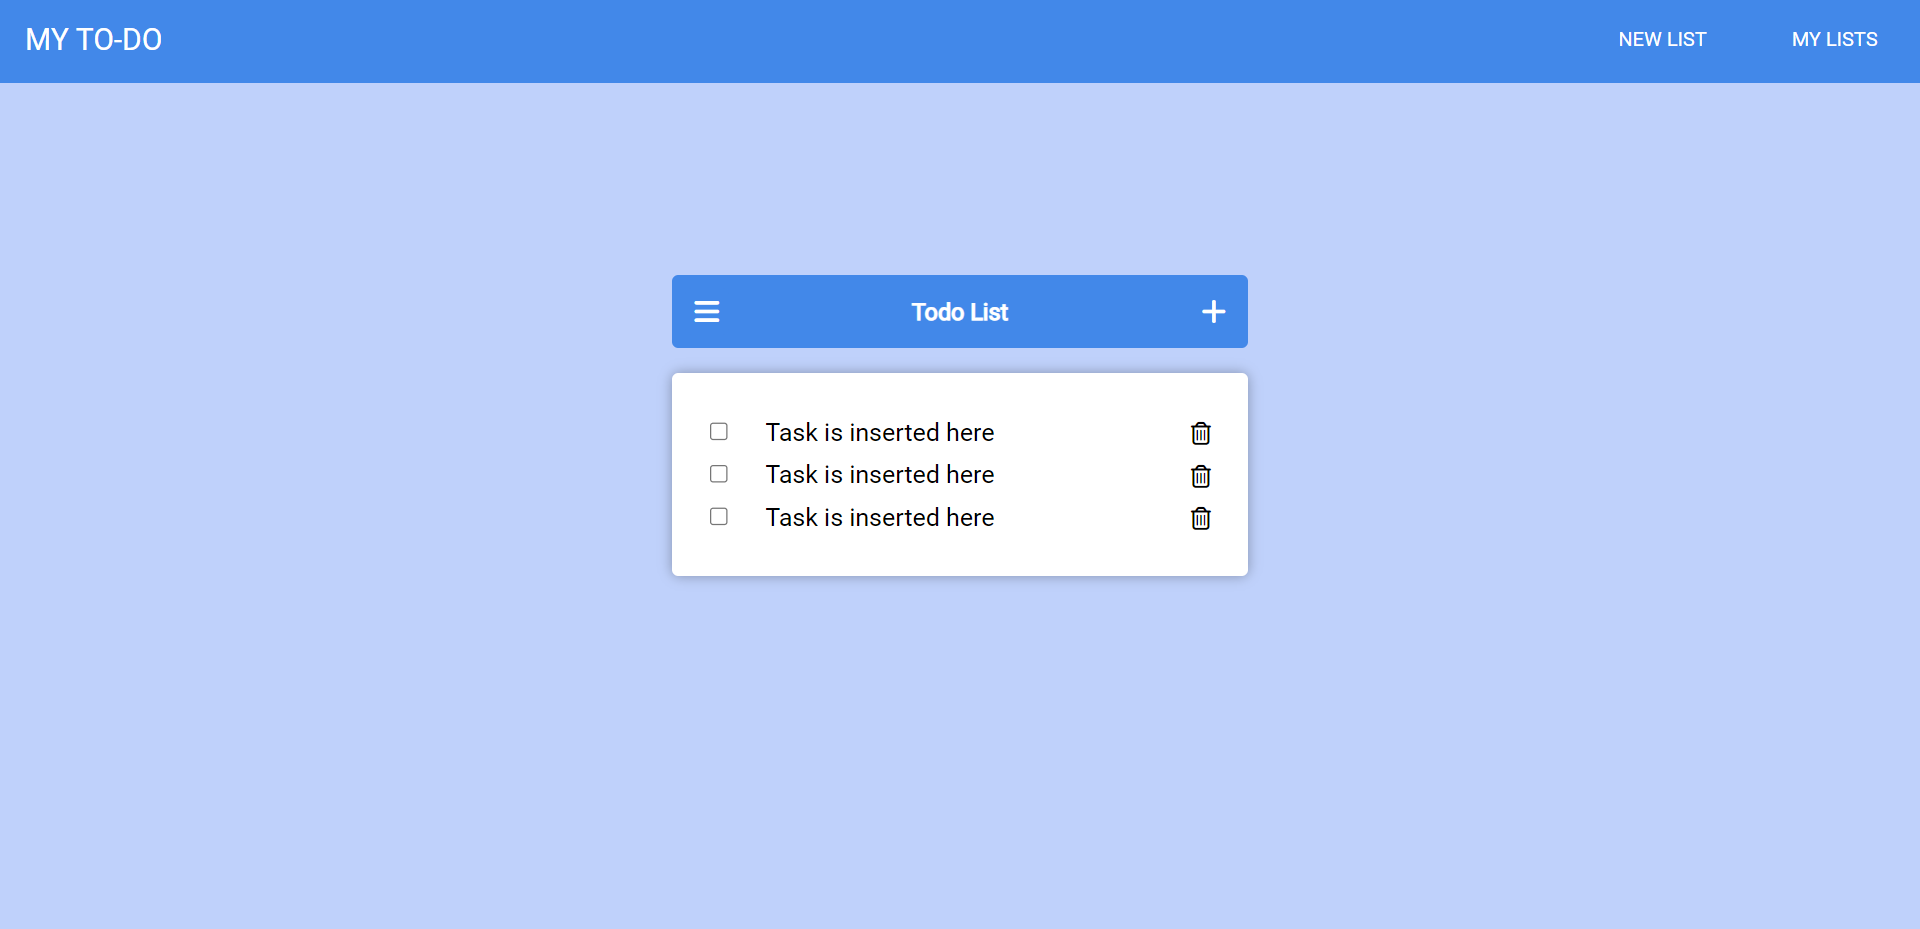 MY TO-DO
NEW LIST
MY LISTS
Todo List
Task is inserted here
Task is inserted here
Task is inserted here